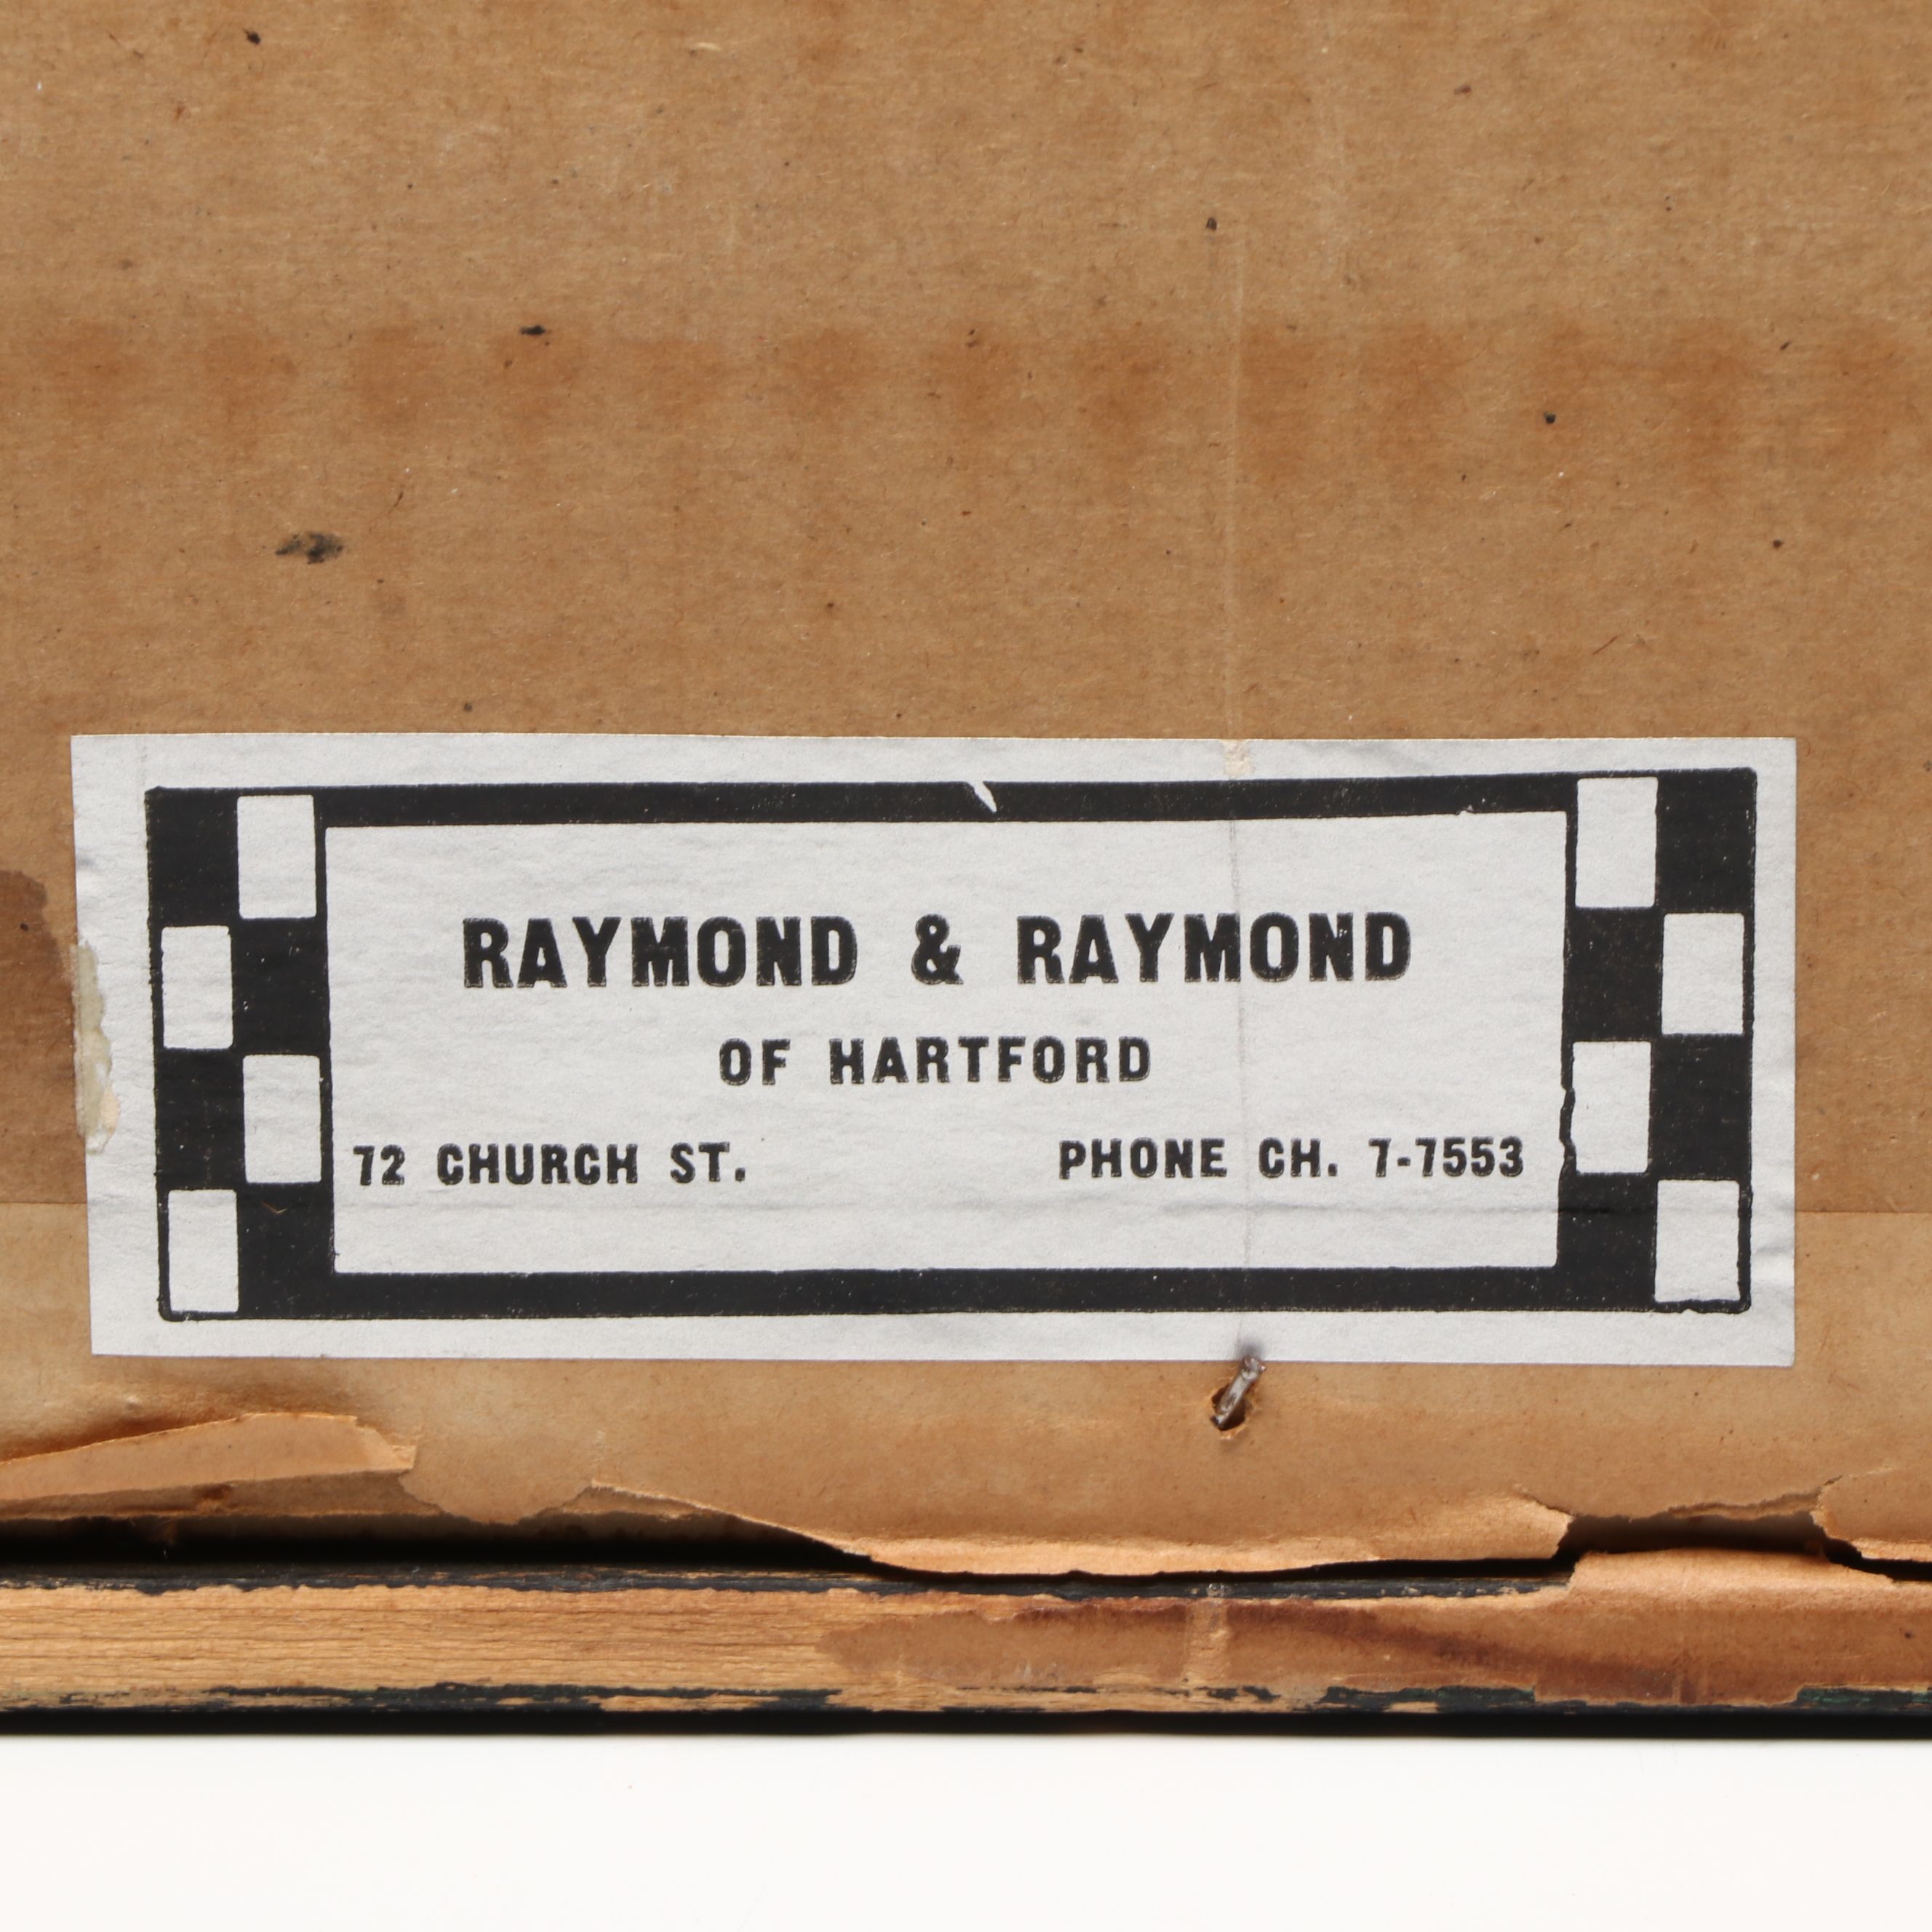 RAYMOND & RAYMOND
OF HARTFORD
72 CHURCH ST. PHONE CH. 7-7553